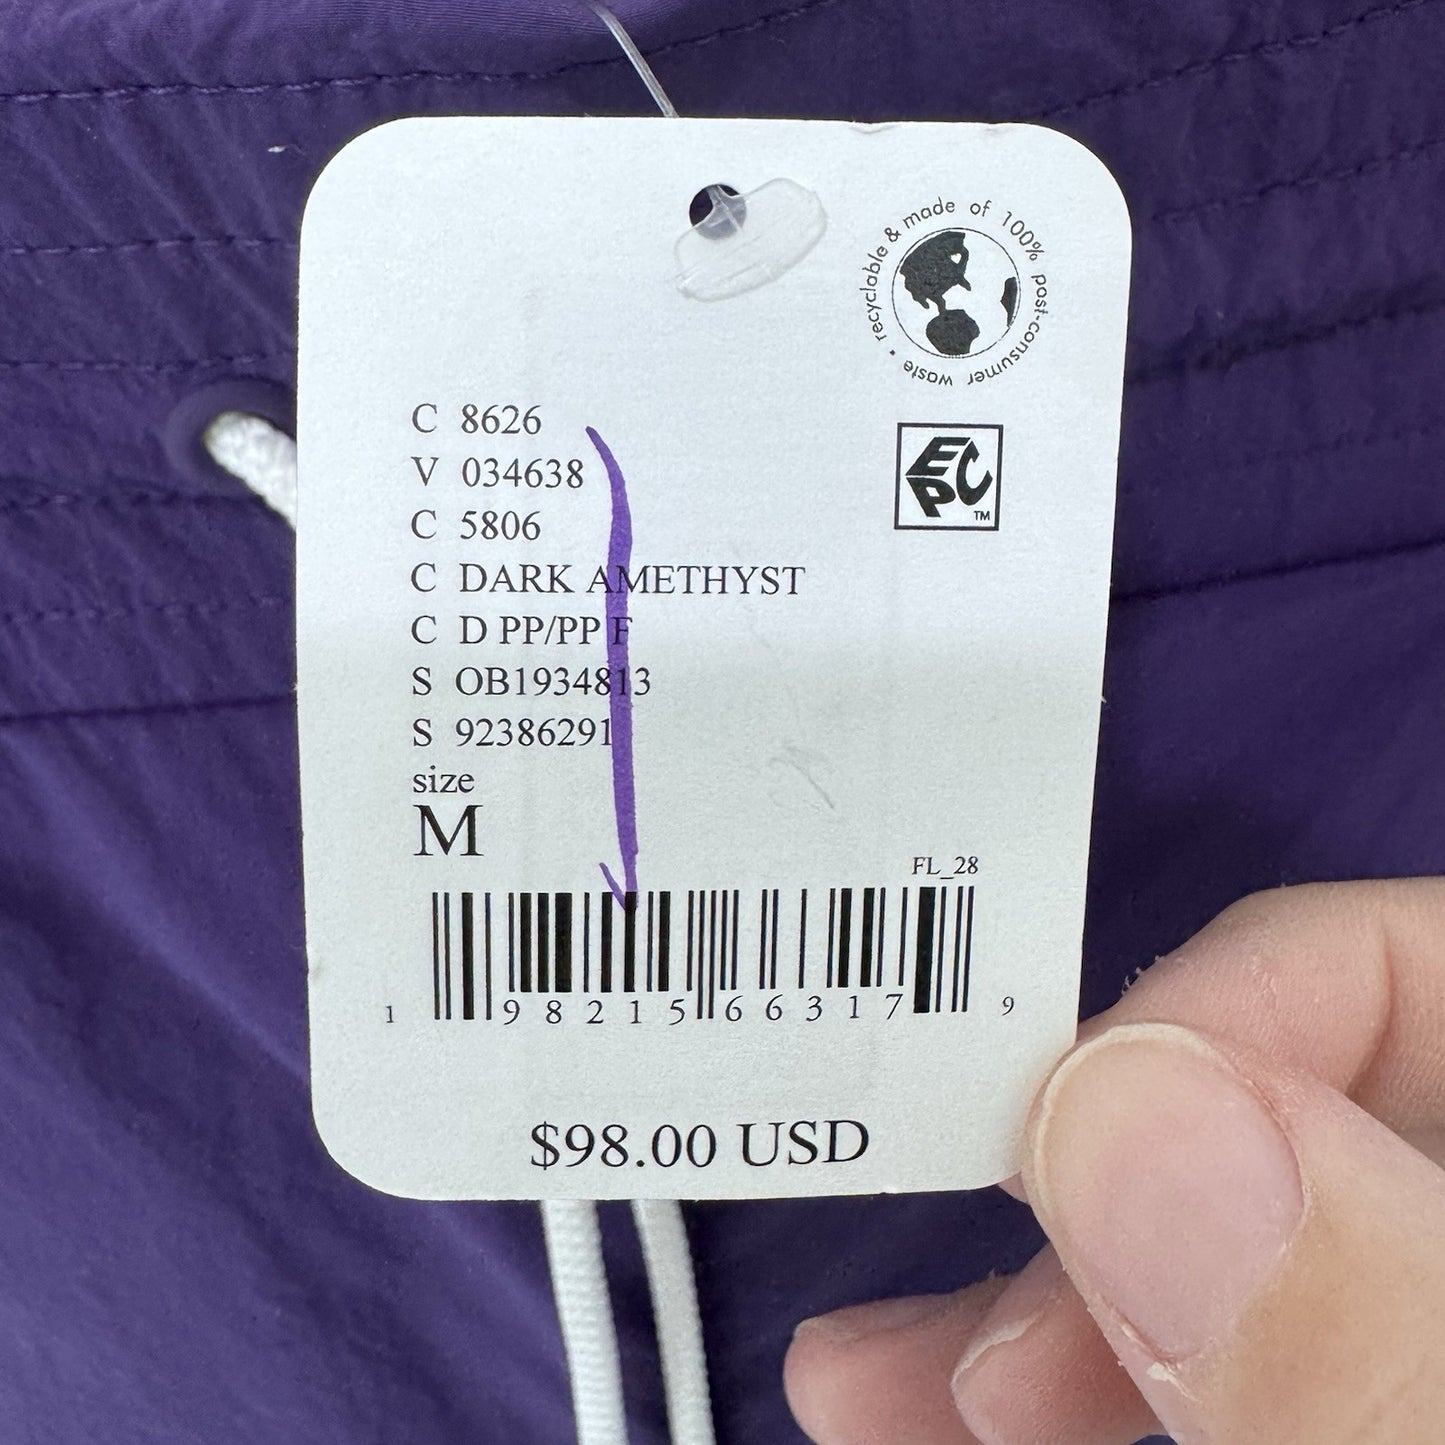 recyclable & made of 100% post-consumer waste •
C 8626
V 034638
EPC
TM
C 5806
C DARK AMETHYST
C D PP/PP F
S OB1934813
S 92386291
size
M
FL_28
1 98215 66317 9
$98.00 USD